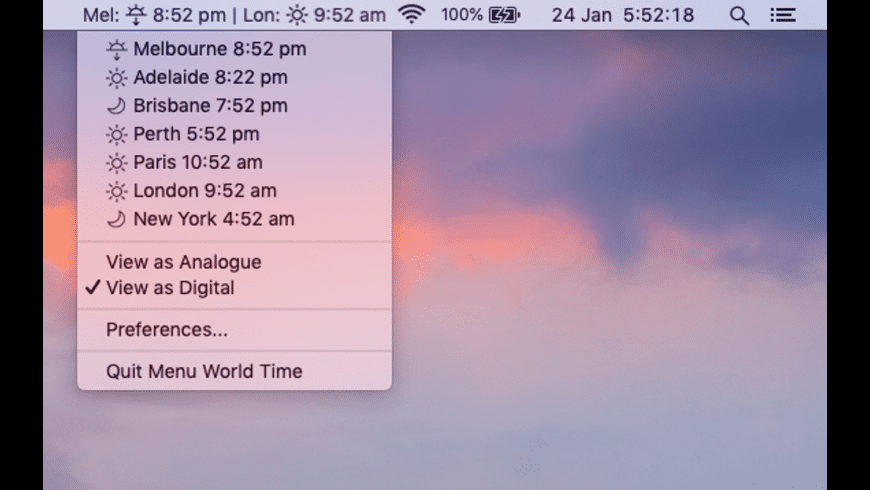 Mel: 8:52 pm | Lon: 9:52 am 100% 24 Jan 5:52:18
Melbourne 8:52 pm
Adelaide 8:22 pm
Brisbane 7:52 pm
Perth 5:52 pm
Paris 10:52 am
London 9:52 am
New York 4:52 am
View as Analogue
View as Digital
Preferences...
Quit Menu World Time